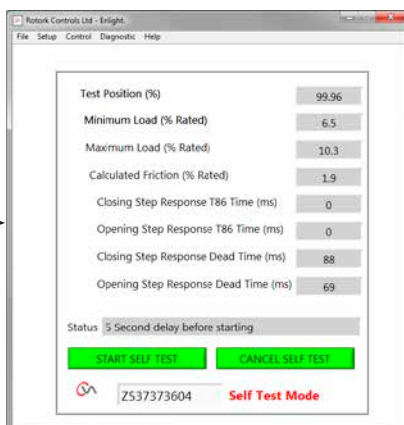 Rotork Controls Ltd - Enlight.
File Setup Control Diagnostic Help
Test Position (%) 99.96
Minimum Load (% Rated) 6.5
Maximum Load (% Rated) 10.3
Calculated Friction (% Rated) 1.9
Closing Step Response T86 Time (ms) 0
Opening Step Response T86 Time (ms) 0
Closing Step Response Dead Time (ms) 88
Opening Step Response Dead Time (ms) 69
Status 5 Second delay before starting
START SELF TEST CANCEL SELF TEST
ZS37373604 Self Test Mode